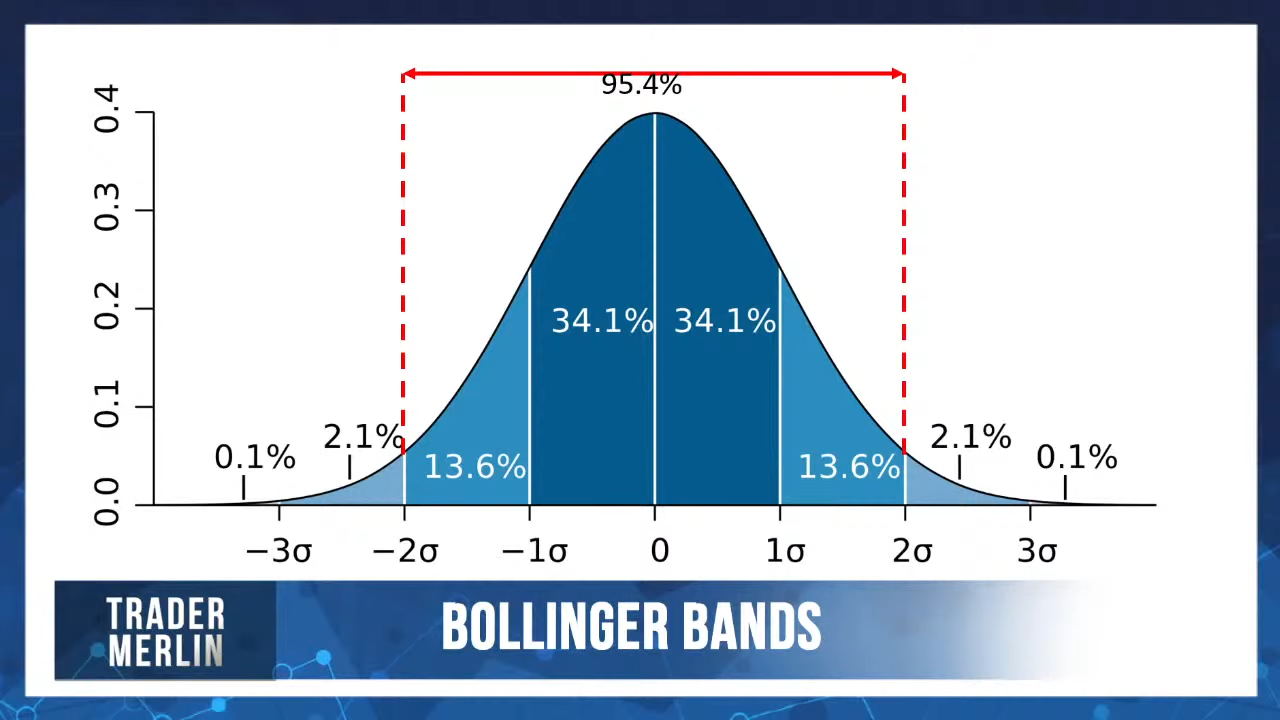 95.4%
0.4
0.3
0.2
0.1
0.0
34.1% 34.1%
0.1% 2.1% 13.6% 13.6% 2.1% 0.1%
−3σ −2σ −1σ 0 1σ 2σ 3σ
TRADER
MERLIN
BOLLINGER BANDS